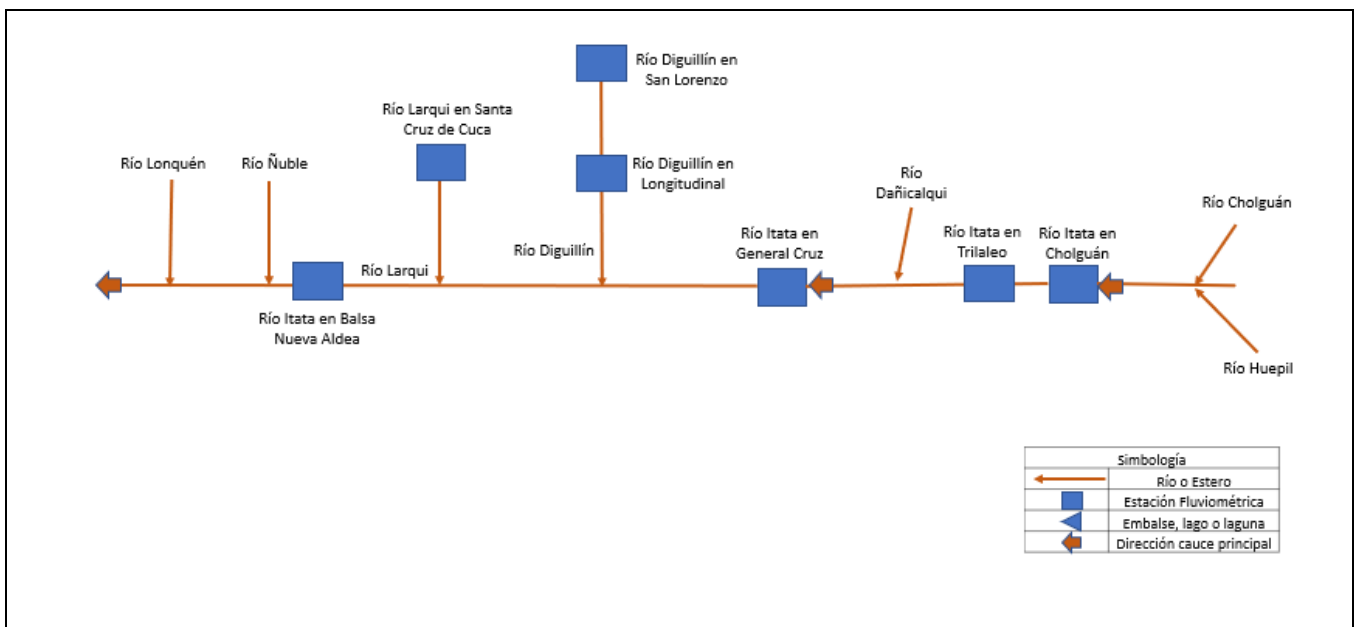 Río Diguillín en
San Lorenzo
Río Larqui en Santa
Cruz de Cuca
Río Lonquén
Río Ñuble
Río Diguillín en
Longitudinal
Río
Dañicalqui
Río Cholguán
Río Itata en
General Cruz
Río Itata en
Trilaleo
Río Itata en
Cholguán
Río Diguillín
Río Larqui
Río Itata en Balsa
Nueva Aldea
Río Huepil
Simbología
Río o Estero
Estación Fluviométrica
Embalse, lago o laguna
Dirección cauce principal